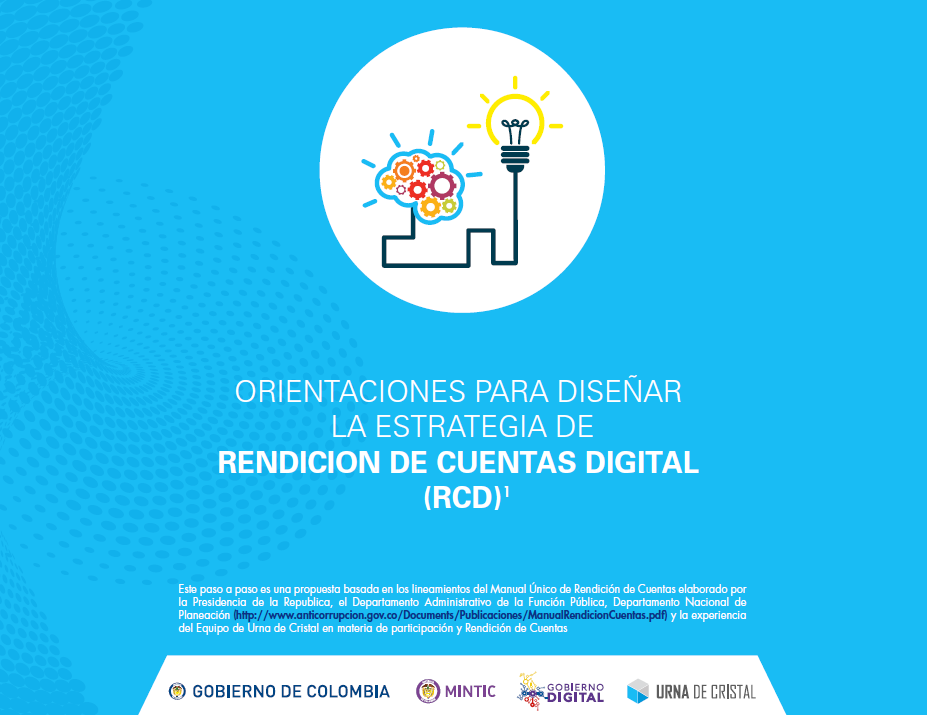 ORIENTACIONES PARA DISEÑAR
LA ESTRATEGIA DE
RENDICION DE CUENTAS DIGITAL
(RCD)¹
Este paso a paso es una propuesta basada en los lineamientos del Manual Único de Rendición de Cuentas elaborado por
la Presidencia de la Republica, el Departamento Administrativo de la Función Pública, Departamento Nacional de
Planeación (http://www.anticorrupcion.gov.co/Documents/Publicaciones/ManualRendicionCuentas.pdf) y la experiencia
del Equipo de Urna de Cristal en materia de participación y Rendición de Cuentas
GOBIERNO DE COLOMBIA
MINTIC
GOBIERNO
DIGITAL
URNA DE CRISTAL